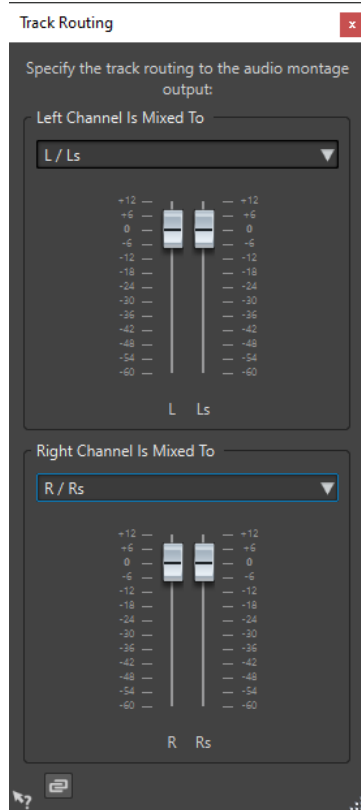 Track Routing
x
Specify the track routing to the audio montage
output:
Left Channel Is Mixed To
L / Ls
+12 +12
+6 +6
0 0
-6 -6
-12 -12
-18 -18
-24 -24
-30 -30
-36 -36
-42 -42
-48 -48
-54 -54
-60 -60
L Ls
Right Channel Is Mixed To
R / Rs
+12 +12
+6 +6
0 0
-6 -6
-12 -12
-18 -18
-24 -24
-30 -30
-36 -36
-42 -42
-48 -48
-54 -54
-60 -60
R Rs
?